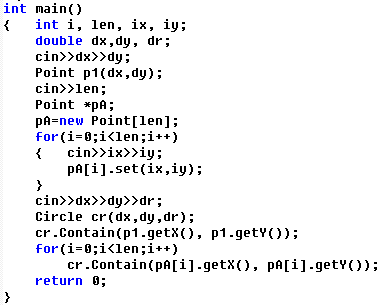 int main()
{   int i, len, ix, iy;
    double dx,dy, dr;
    cin>>dx>>dy;
    Point p1(dx,dy);
    cin>>len;
    Point *pA;
    pA=new Point[len];
    for(i=0;i<len;i++)
    {   cin>>ix>>iy;
        pA[i].set(ix,iy);
    }
    cin>>dx>>dy>>dr;
    Circle cr(dx,dy,dr);
    cr.Contain(p1.getX(), p1.getY());
    for(i=0;i<len;i++)
        cr.Contain(pA[i].getX(), pA[i].getY());
    return 0;
}